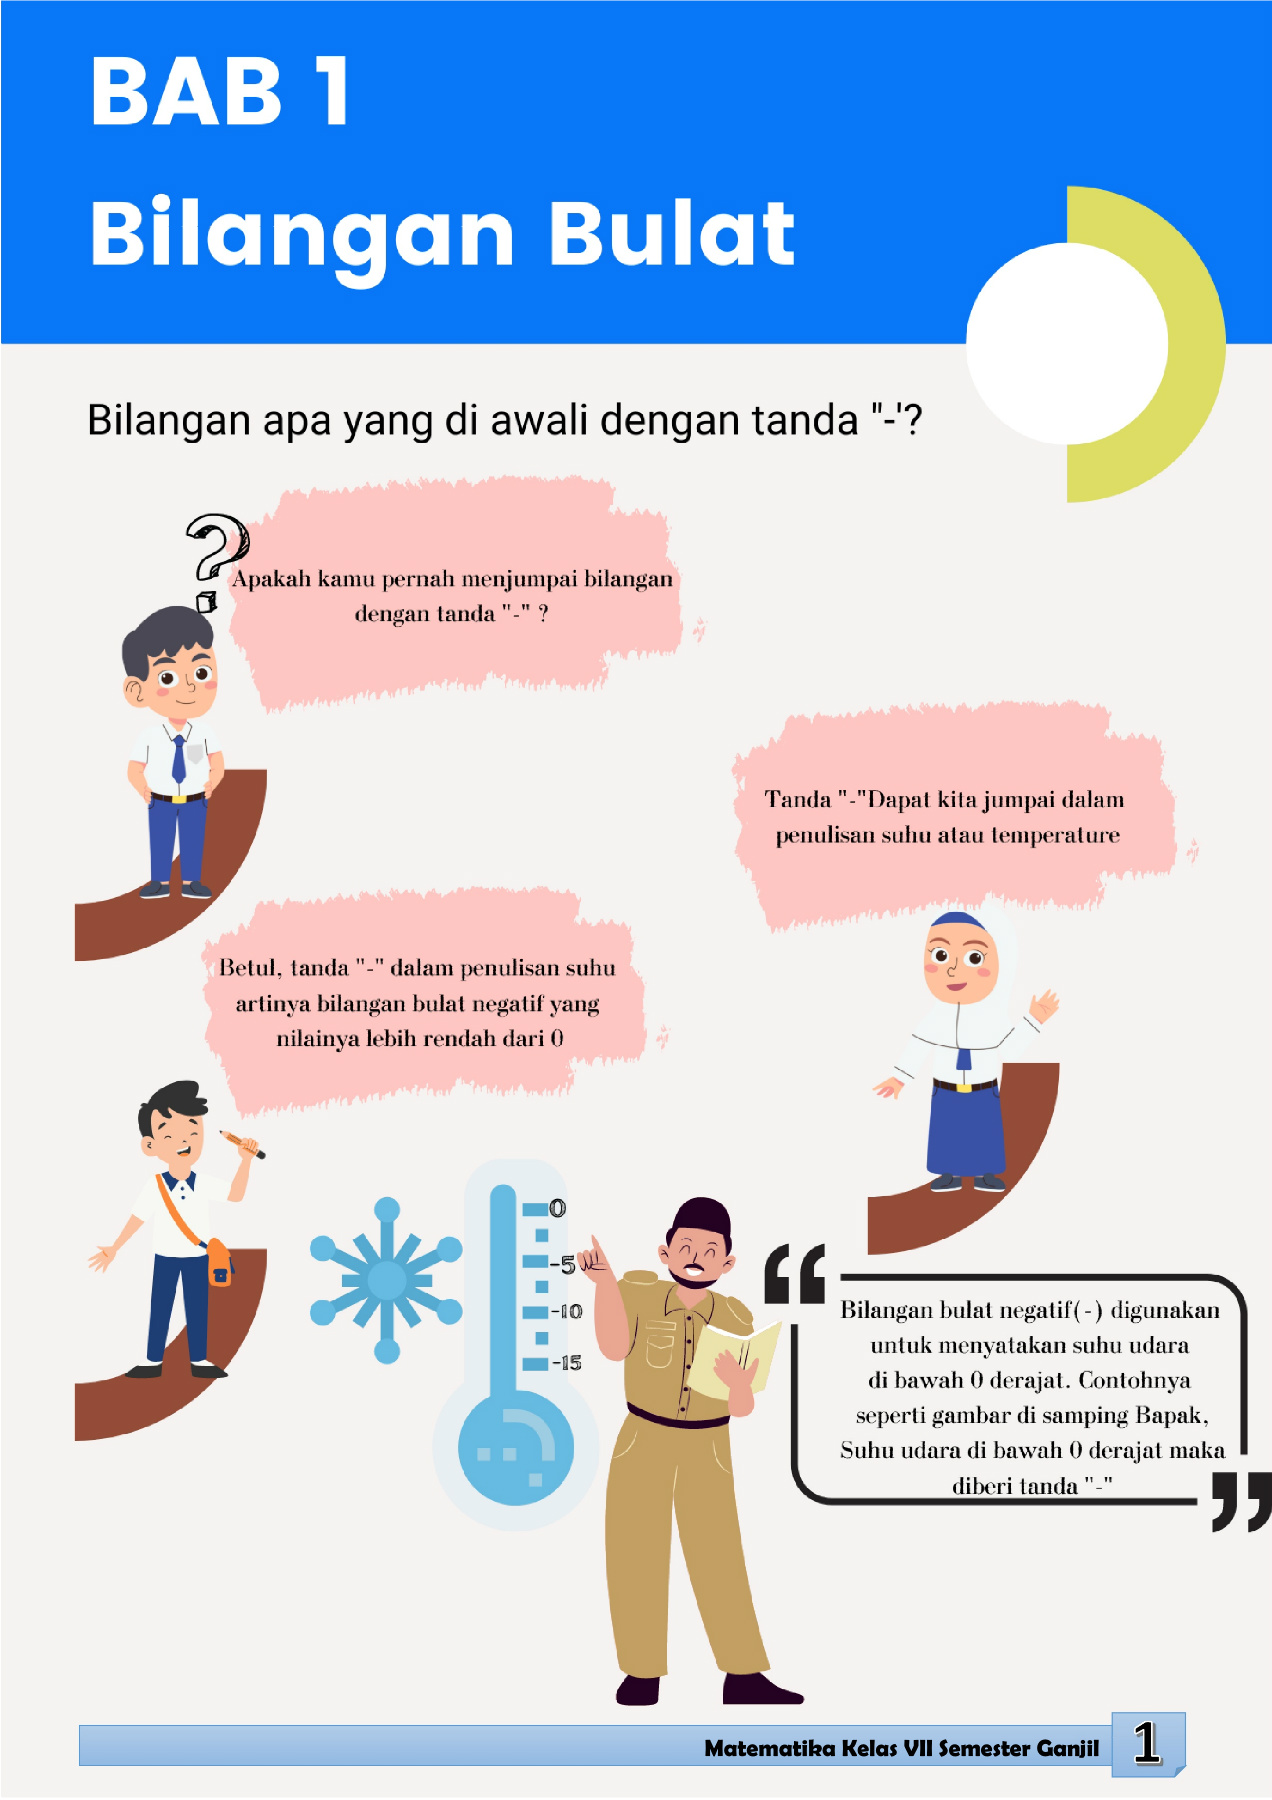 BAB 1
Bilangan Bulat
Bilangan apa yang di awali dengan tanda "-'?
?
Apakah kamu pernah menjumpai bilangan
dengan tanda "-" ?
Tanda "-"Dapat kita jumpai dalam
penulisan suhu atau temperature
Betul, tanda "-" dalam penulisan suhu
artinya bilangan bulat negatif yang
nilainya lebih rendah dari 0
0
-5
-10
-15
Bilangan bulat negatif(-) digunakan
untuk menyatakan suhu udara
di bawah 0 derajat. Contohnya
seperti gambar di samping Bapak,
Suhu udara di bawah 0 derajat maka
diberi tanda "-"
Matematika Kelas VII Semester Ganjil
1